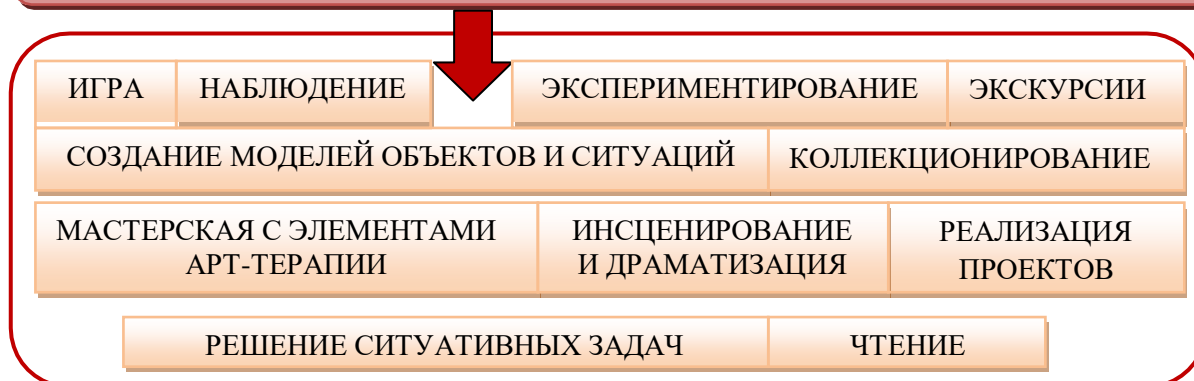 ИГРА
НАБЛЮДЕНИЕ
ЭКСПЕРИМЕНТИРОВАНИЕ
ЭКСКУРСИИ
СОЗДАНИЕ МОДЕЛЕЙ ОБЪЕКТОВ И СИТУАЦИЙ
КОЛЛЕКЦИОНИРОВАНИЕ
МАСТЕРСКАЯ С ЭЛЕМЕНТАМИ
АРТ-ТЕРАПИИ
ИНСЦЕНИРОВАНИЕ
И ДРАМАТИЗАЦИЯ
РЕАЛИЗАЦИЯ
ПРОЕКТОВ
РЕШЕНИЕ СИТУАТИВНЫХ ЗАДАЧ
ЧТЕНИЕ